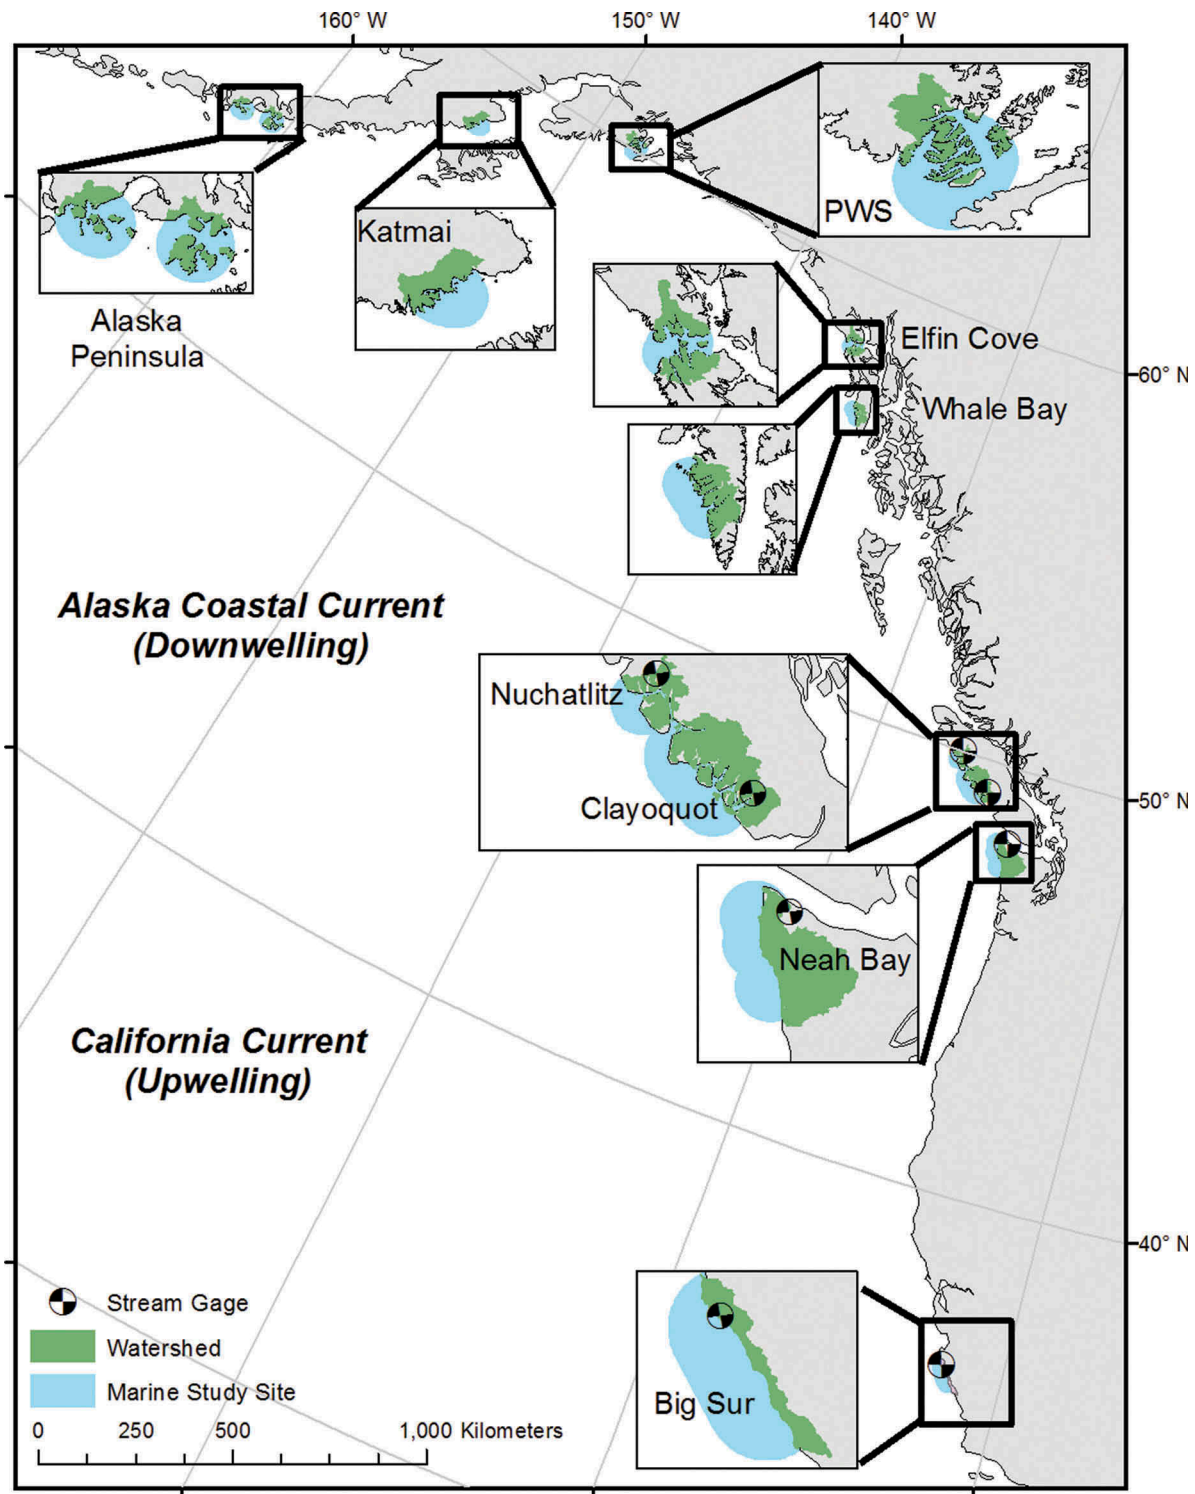 160° W
150° W
140° W
PWS
Katmai
Alaska
Peninsula
Elfin Cove
60° N
Whale Bay
Alaska Coastal Current
(Downwelling)
Nuchatlitz
Clayoquot
50° N
Neah Bay
California Current
(Upwelling)
40° N
Stream Gage
Watershed
Marine Study Site
Big Sur
0 250 500 1,000 Kilometers